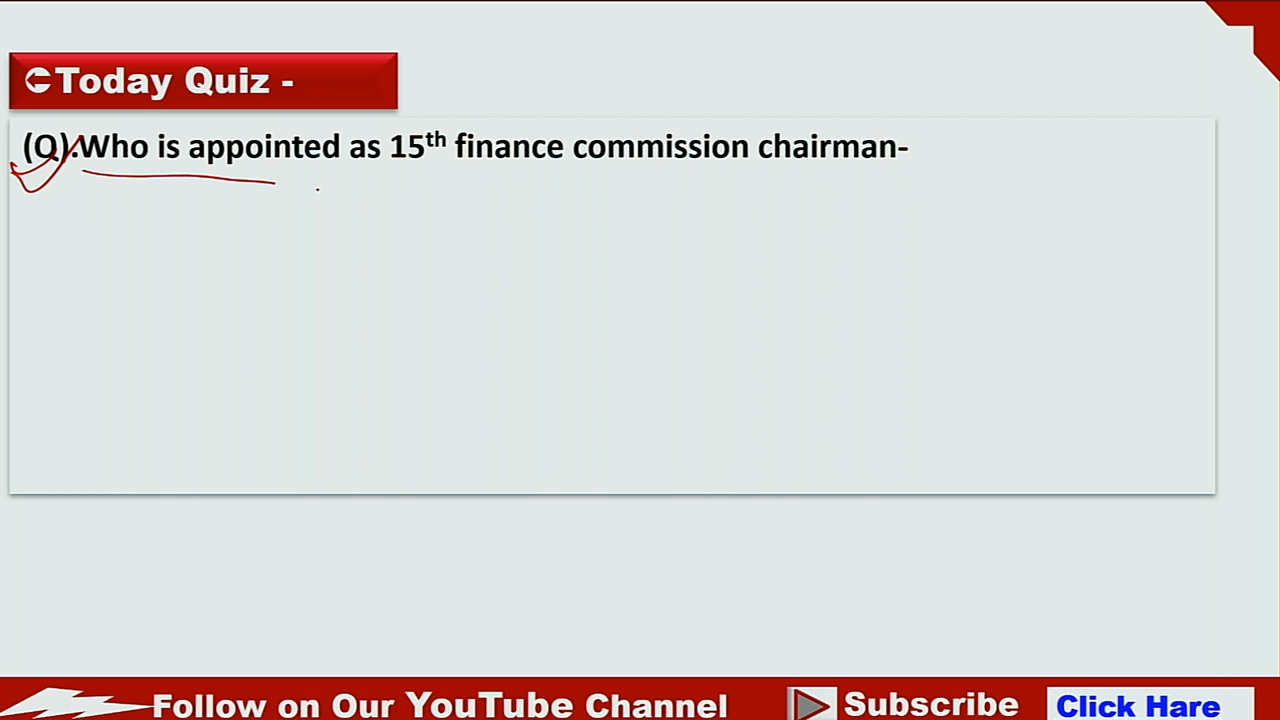 Today Quiz -
(Q).Who is appointed as 15th finance commission chairman-
Follow on Our YouTube Channel Subscribe Click Hare